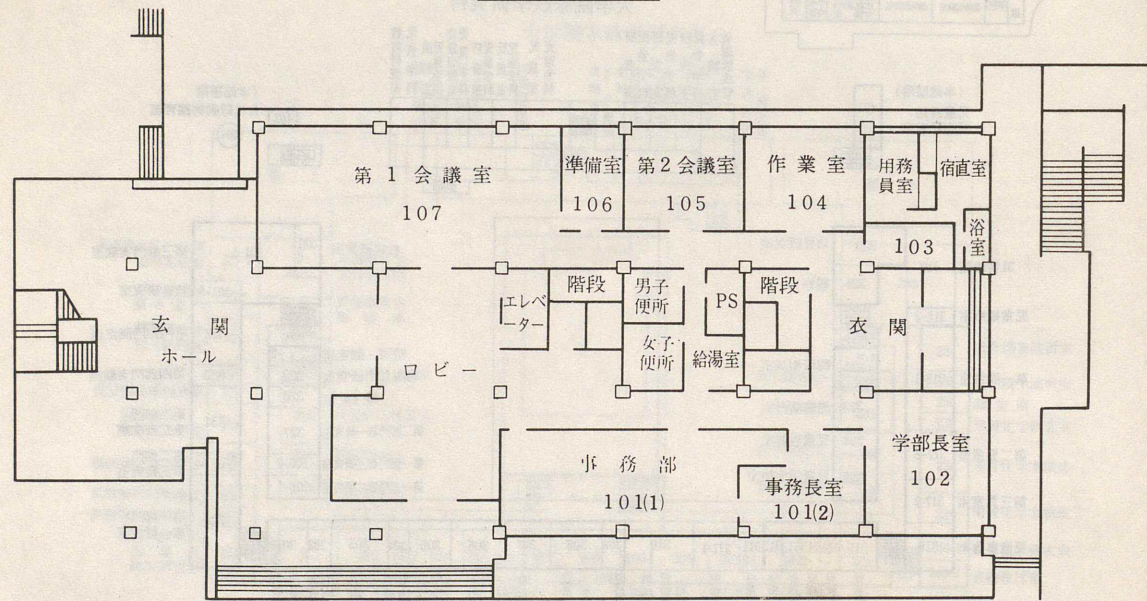 第1会議室
107
準備室
106
第2会議室
105
作業室
104
用務
員室
宿直室
103
浴
室
玄関
ホール
ロビー
エレベ
ーター
階段
男子
便所
女子
便所
PS
給湯室
階段
衣関
事務部
101(1)
事務長室
101(2)
学部長室
102